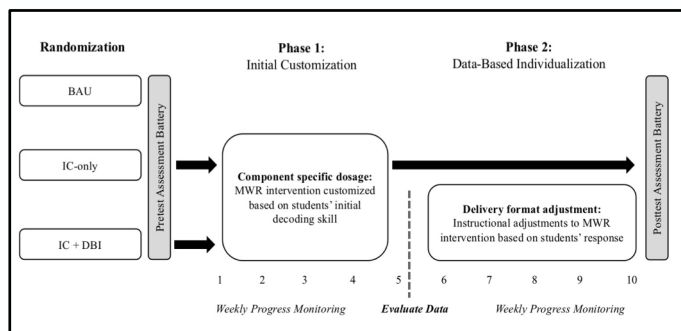 Randomization
BAU
IC-only
IC + DBI
Pretest Assessment Battery
Phase 1:
Initial Customization
Component specific dosage:
MWR intervention customized
based on students' initial
decoding skill
Phase 2:
Data-Based Individualization
Delivery format adjustment:
Instructional adjustments to MWR
intervention based on students' response
Posttest Assessment Battery
1 2 3 4 5 6 7 8 9 10
Weekly Progress Monitoring Evaluate Data Weekly Progress Monitoring